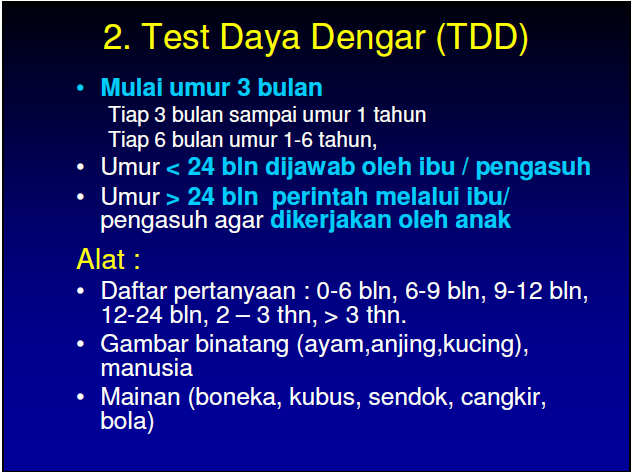 2. Test Daya Dengar (TDD)
• Mulai umur 3 bulan
Tiap 3 bulan sampai umur 1 tahun
Tiap 6 bulan umur 1-6 tahun,
• Umur < 24 bln dijawab oleh ibu / pengasuh
• Umur > 24 bln perintah melalui ibu/
pengasuh agar dikerjakan oleh anak
Alat :
• Daftar pertanyaan : 0-6 bln, 6-9 bln, 9-12 bln,
12-24 bln, 2 – 3 thn, > 3 thn.
• Gambar binatang (ayam,anjing,kucing),
manusia
• Mainan (boneka, kubus, sendok, cangkir,
bola)